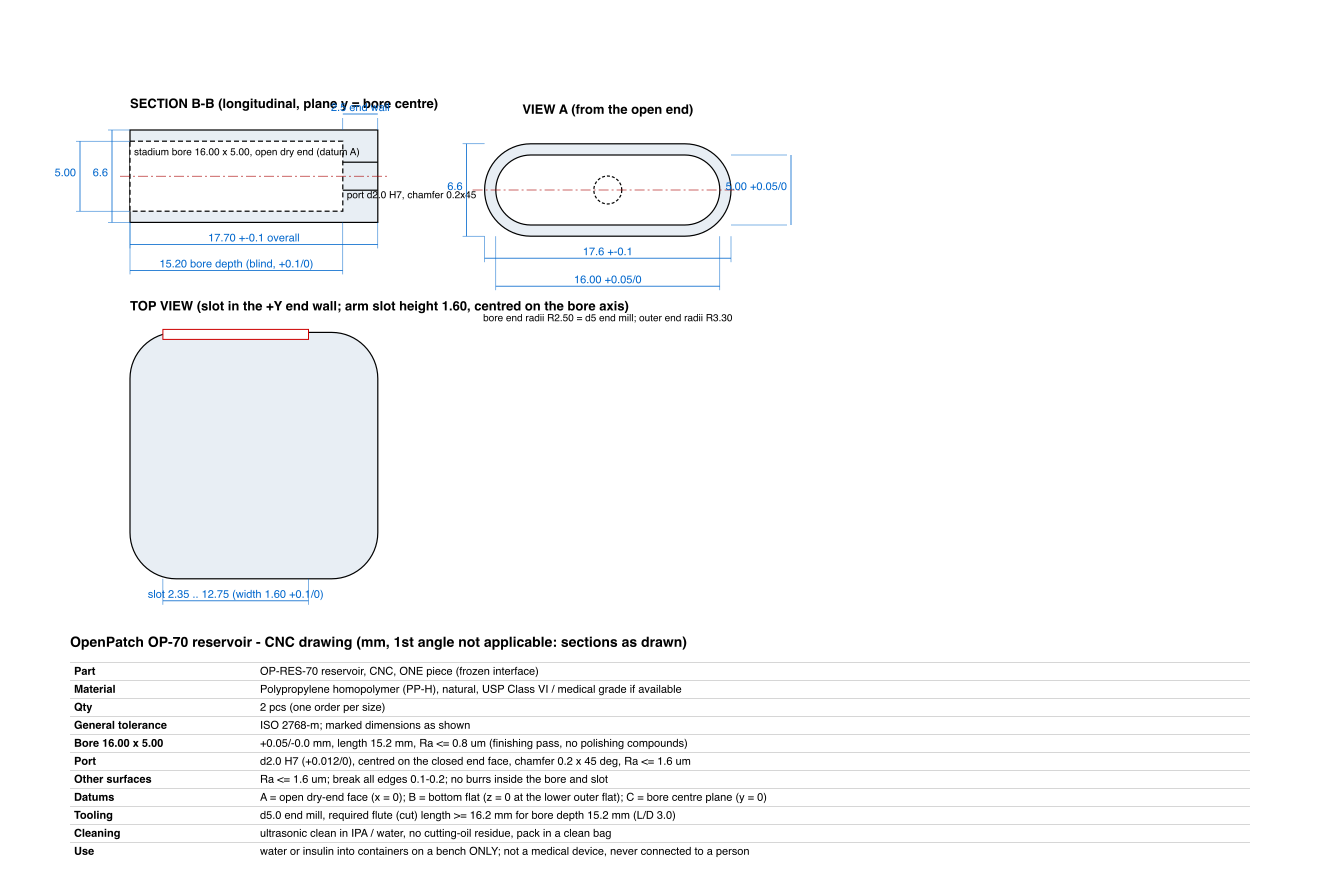 SECTION B-B (longitudinal, plane y = bore centre)
2.5 end wall
VIEW A (from the open end)
stadium bore 16.00 x 5.00, open dry end (datum A)
5.00
6.6
port d2.0 H7, chamfer 0.2x45
6.6
5.00 +0.05/0
17.70 +-0.1 overall
15.20 bore depth (blind, +0.1/0)
17.6 +-0.1
16.00 +0.05/0
TOP VIEW (slot in the +Y end wall; arm slot height 1.60, centred on the bore axis)
bore end radii R2.50 = d5 end mill; outer end radii R3.30
slot 2.35 .. 12.75 (width 1.60 +0.1/0)
OpenPatch OP-70 reservoir - CNC drawing (mm, 1st angle not applicable: sections as drawn)
Part OP-RES-70 reservoir, CNC, ONE piece (frozen interface)
Material Polypropylene homopolymer (PP-H), natural, USP Class VI / medical grade if available
Qty 2 pcs (one order per size)
General tolerance ISO 2768-m; marked dimensions as shown
Bore 16.00 x 5.00 +0.05/-0.0 mm, length 15.2 mm, Ra <= 0.8 um (finishing pass, no polishing compounds)
Port d2.0 H7 (+0.012/0), centred on the closed end face, chamfer 0.2 x 45 deg, Ra <= 1.6 um
Other surfaces Ra <= 1.6 um; break all edges 0.1-0.2; no burrs inside the bore and slot
Datums A = open dry-end face (x = 0); B = bottom flat (z = 0 at the lower outer flat); C = bore centre plane (y = 0)
Tooling d5.0 end mill, required flute (cut) length >= 16.2 mm for bore depth 15.2 mm (L/D 3.0)
Cleaning ultrasonic clean in IPA / water, no cutting-oil residue, pack in a clean bag
Use water or insulin into containers on a bench ONLY; not a medical device, never connected to a person